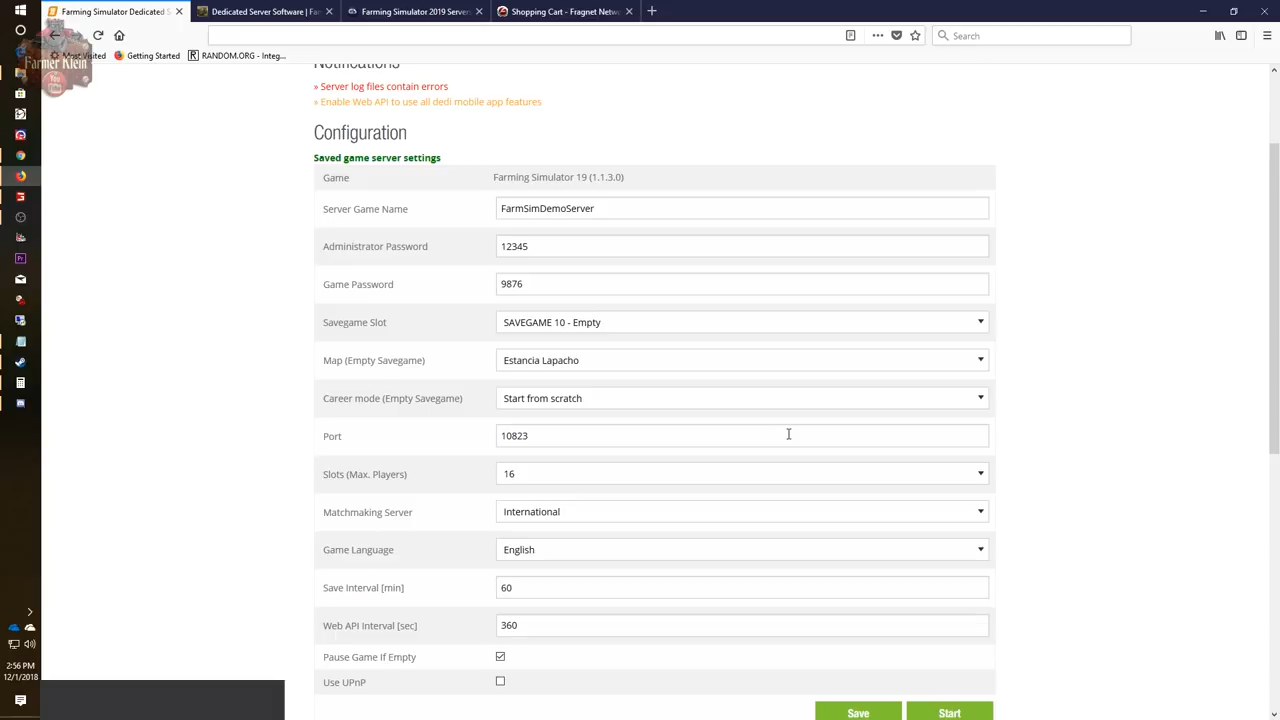 Farming Simulator Dedicated S
Dedicated Server Software | Fa
Farming Simulator 2019 Server
Shopping Cart - Fragnet Netw
Search
Most Visited
Getting Started
RANDOM.ORG - Integ...
Farmer Klein
Notifications
» Server log files contain errors
» Enable Web API to use all dedi mobile app features
Configuration
Saved game server settings
Game Farming Simulator 19 (1.1.3.0)
Server Game Name FarmSimDemoServer
Administrator Password 12345
Game Password 9876
Savegame Slot SAVEGAME 10 - Empty
Map (Empty Savegame) Estancia Lapacho
Career mode (Empty Savegame) Start from scratch
Port 10823
Slots (Max. Players) 16
Matchmaking Server International
Game Language English
Save Interval [min] 60
Web API Interval [sec] 360
Pause Game If Empty
Use UPnP
Save Start
2:56 PM
12/1/2018